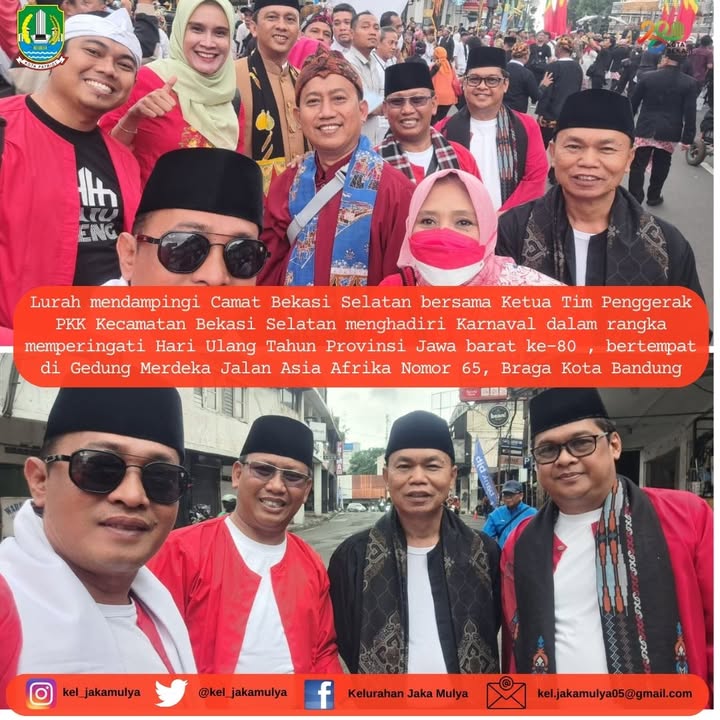 Lurah mendampingi Camat Bekasi Selatan bersama Ketua Tim Penggerak
PKK Kecamatan Bekasi Selatan menghadiri Karnaval dalam rangka
memperingati Hari Ulang Tahun Provinsi Jawa barat ke-80 , bertempat
di Gedung Merdeka Jalan Asia Afrika Nomor 65, Braga Kota Bandung
kel_jakamulya
@kel_jakamulya
Kelurahan Jaka Mulya
kel.jakamulya05@gmail.com